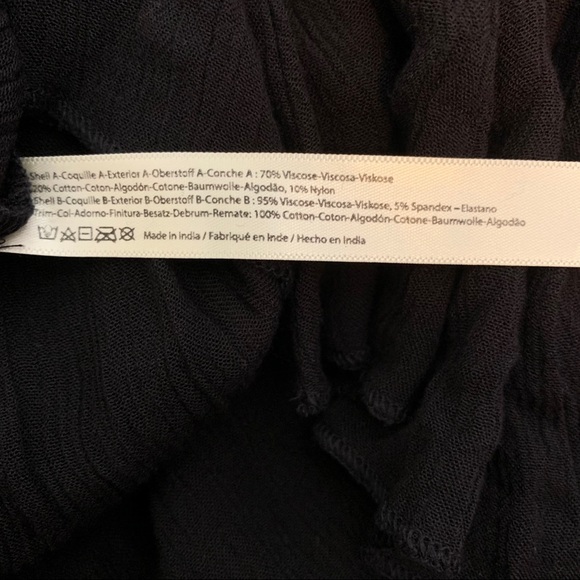 Shell A-Coquille A-Exterior A-Oberstoff A-Conche A : 70% Viscose-Viscosa-Viskose
20% Cotton-Coton-Algodón-Cotone-Baumwolle-Algodão, 10% Nylon
Shell B-Coquille B-Exterior B-Oberstoff B-Conche B : 95% Viscose-Viscosa-Viskose, 5% Spandex – Elastano
Trim-Col-Adorno-Finitura-Besatz-Debrum-Remate: 100% Cotton-Coton-Algodón-Cotone-Baumwolle-Algodão
Made in India / Fabriqué en Inde / Hecho en India